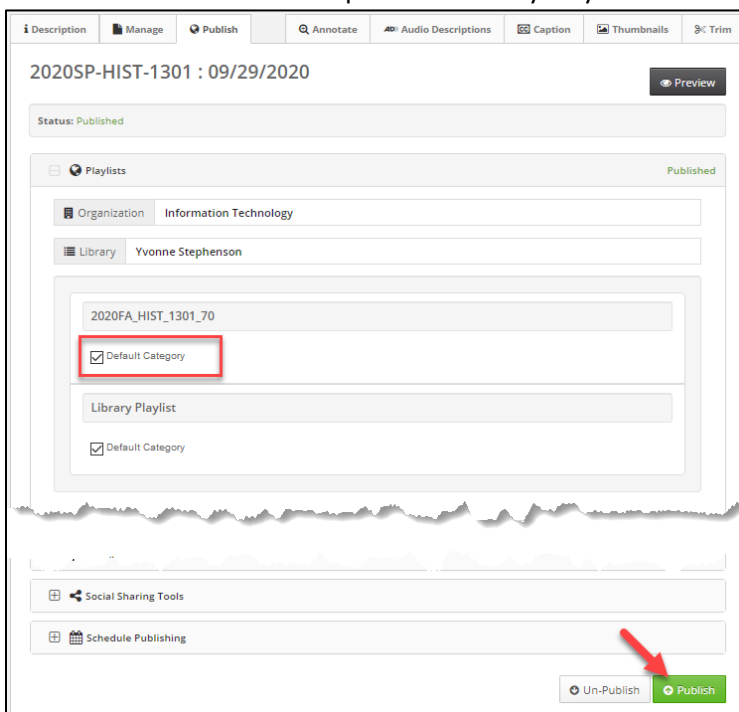 Description Manage Publish Annotate AD Audio Descriptions CC Caption Thumbnails Trim
2020SP-HIST-1301 : 09/29/2020
Preview
Status: Published
Playlists Published
Organization Information Technology
Library Yvonne Stephenson
2020FA_HIST_1301_70
Default Category
Library Playlist
Default Category
Social Sharing Tools
Schedule Publishing
Un-Publish Publish